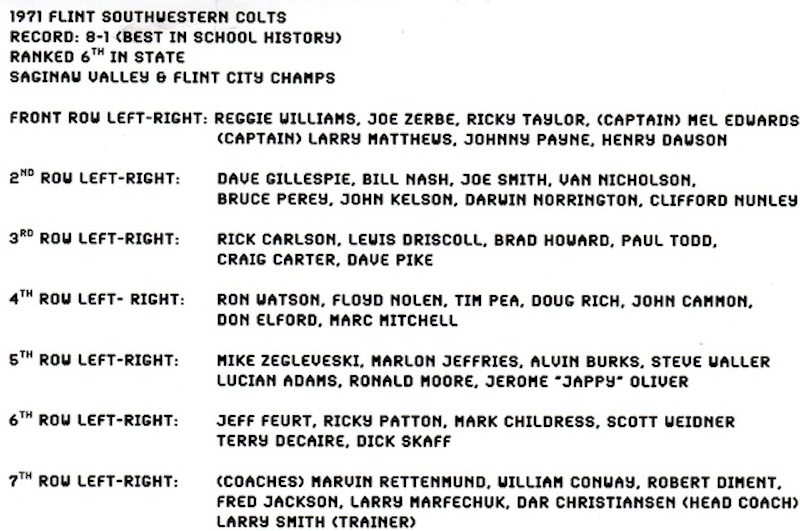 1971 FLINT SOUTHWESTERN COLTS
RECORD: 8-1 (BEST IN SCHOOL HISTORY)
RANKED 6TH IN STATE
SAGINAW VALLEY & FLINT CITY CHAMPS
FRONT ROW LEFT-RIGHT: REGGIE WILLIAMS, JOE ZERBE, RICKY TAYLOR, (CAPTAIN) MEL EDWARDS
(CAPTAIN) LARRY MATTHEWS, JOHNNY PAYNE, HENRY DAWSON
2ND ROW LEFT-RIGHT: DAVE GILLESPIE, BILL NASH, JOE SMITH, VAN NICHOLSON,
BRUCE PEREY, JOHN KELSON, DARWIN NORRINGTON, CLIFFORD NUNLEY
3RD ROW LEFT-RIGHT: RICK CARLSON, LEWIS DRISCOLL, BRAD HOWARD, PAUL TODD,
CRAIG CARTER, DAVE PIKE
4TH ROW LEFT- RIGHT: RON WATSON, FLOYD NOLEN, TIM PEA, DOUG RICH, JOHN CAMMON,
DON ELFORD, MARC MITCHELL
5TH ROW LEFT-RIGHT: MIKE ZEGLEVESKI, MARLON JEFFRIES, ALVIN BURKS, STEVE WALLER
LUCIAN ADAMS, RONALD MOORE, JEROME "JAPPY" OLIVER
6TH ROW LEFT-RIGHT: JEFF FEURT, RICKY PATTON, MARK CHILDRESS, SCOTT WEIDNER
TERRY DECAIRE, DICK SKAFF
7TH ROW LEFT-RIGHT: (COACHES) MARVIN RETTENMUND, WILLIAM CONWAY, ROBERT DIMENT,
FRED JACKSON, LARRY MARFECHUK, DAR CHRISTIANSEN (HEAD COACH)
LARRY SMITH (TRAINER)